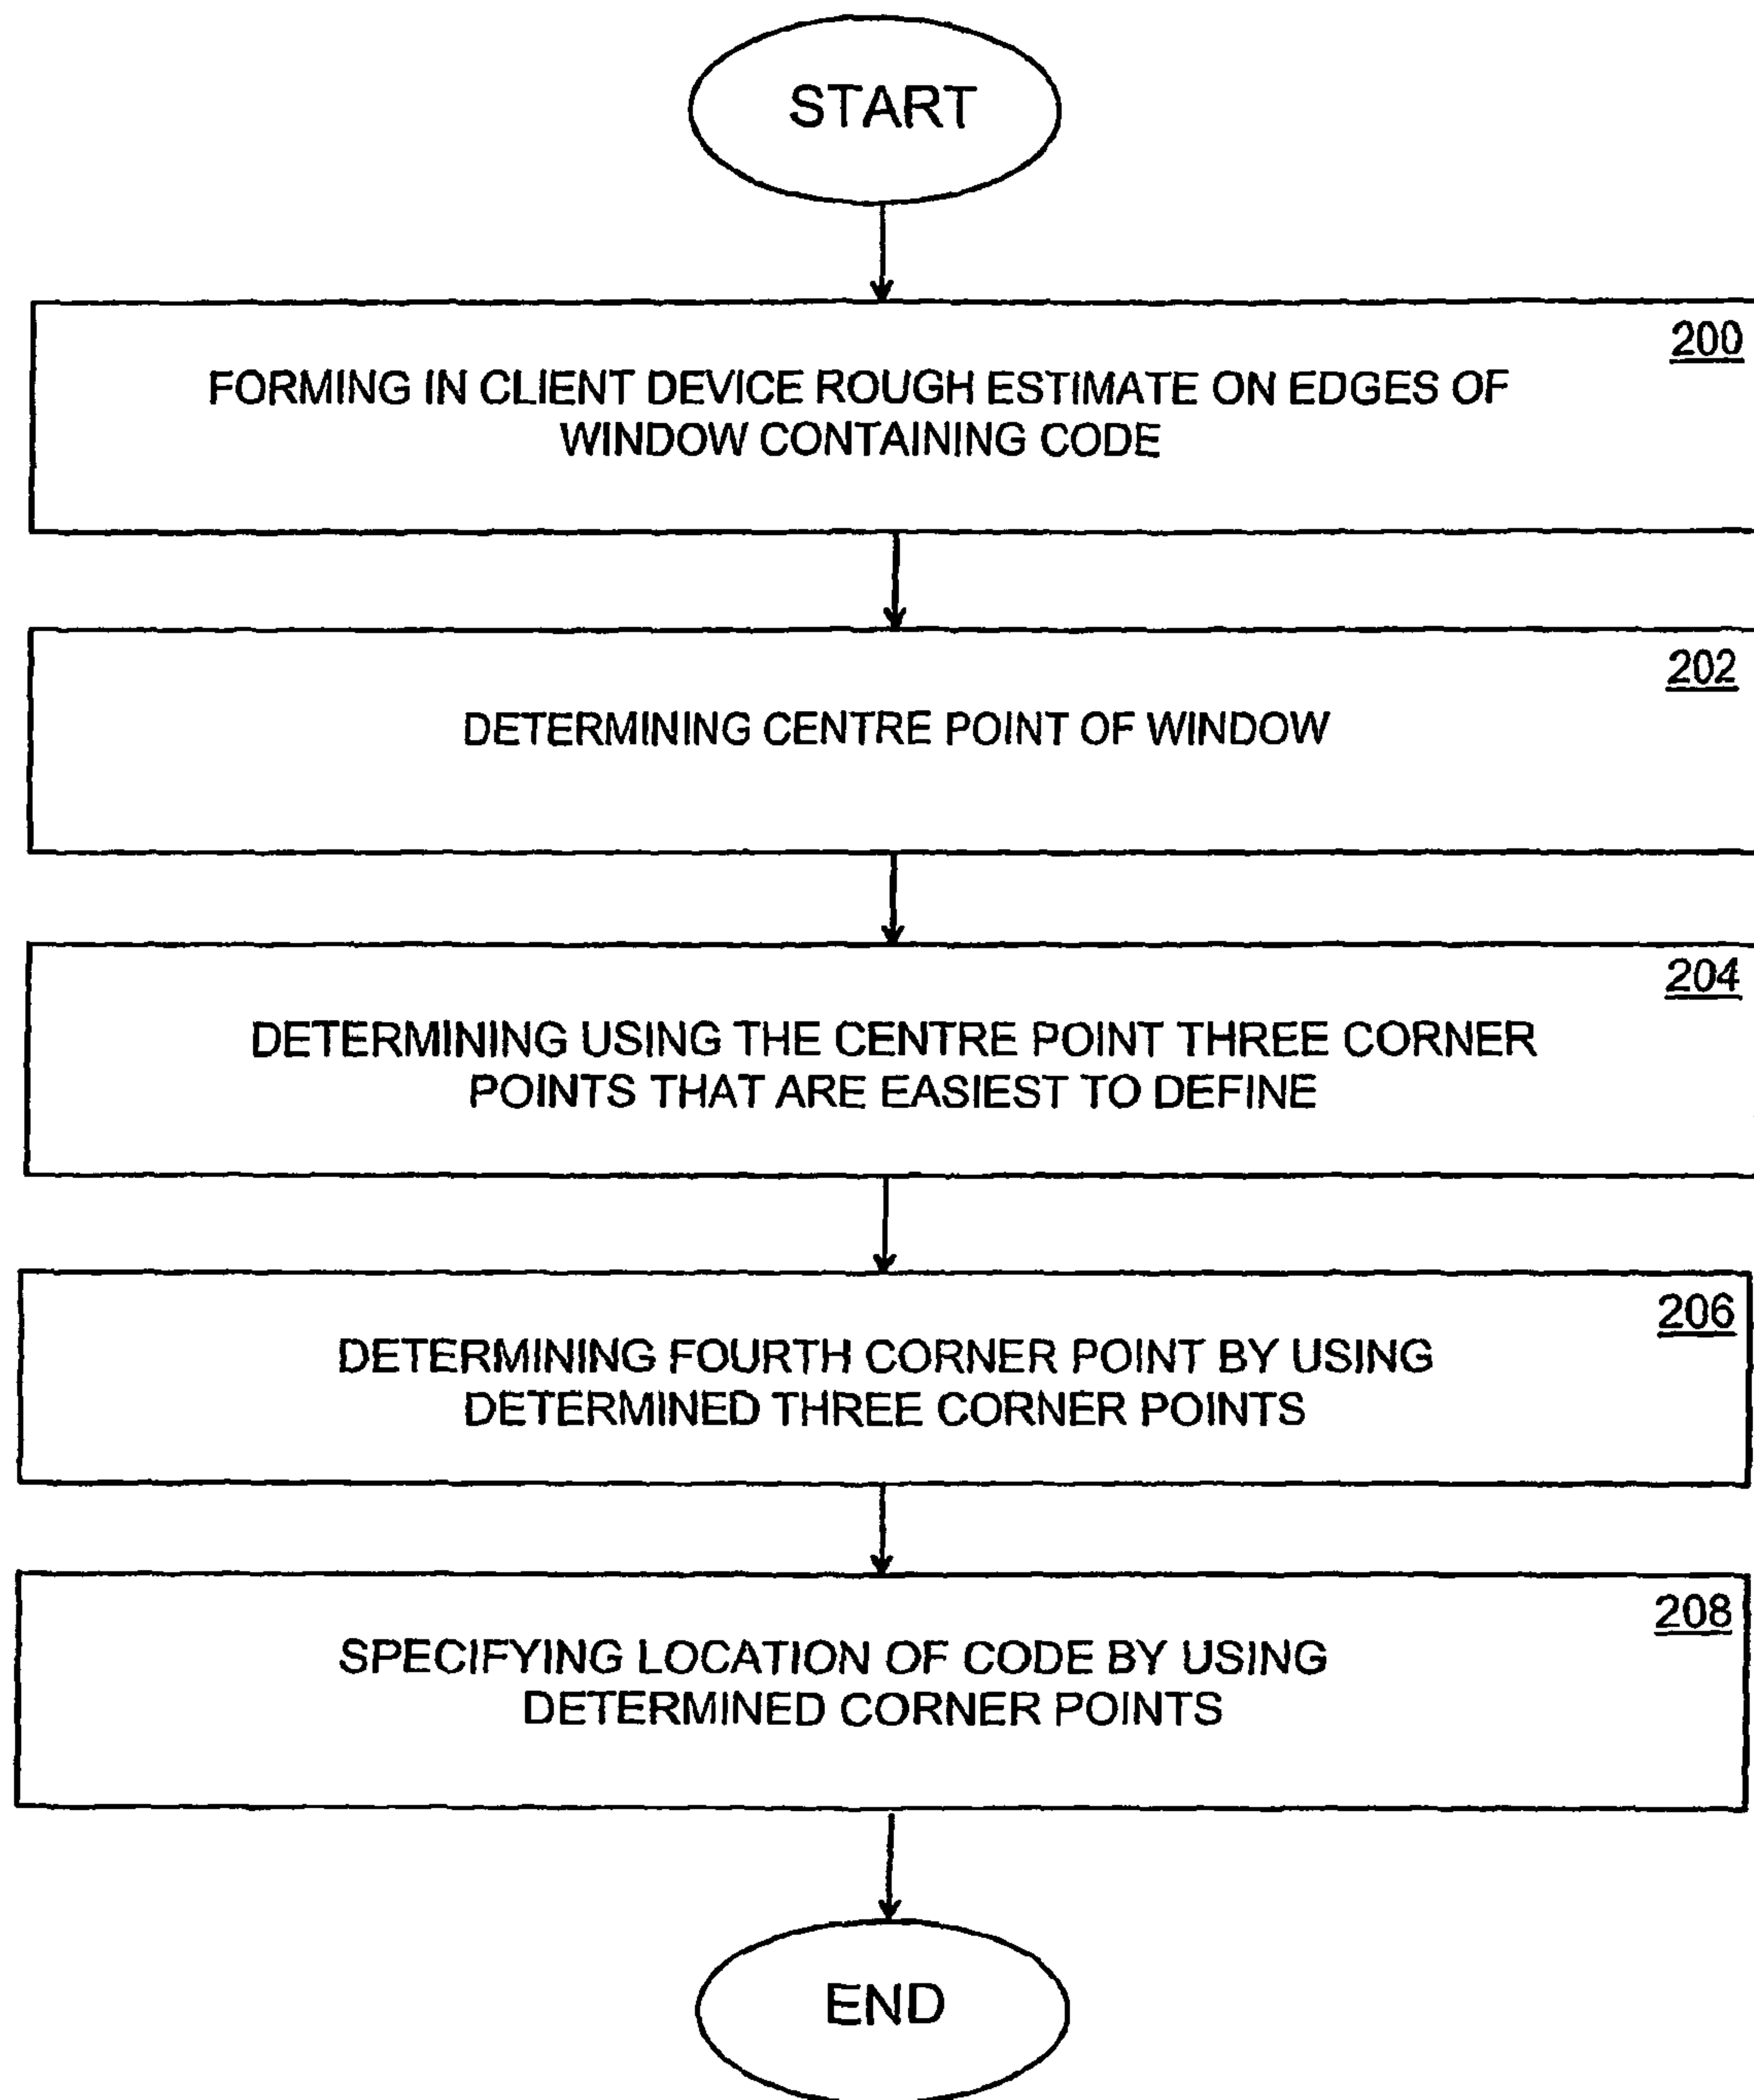 START
200
FORMING IN CLIENT DEVICE ROUGH ESTIMATE ON EDGES OF
WINDOW CONTAINING CODE
202
DETERMINING CENTRE POINT OF WINDOW
204
DETERMINING USING THE CENTRE POINT THREE CORNER
POINTS THAT ARE EASIEST TO DEFINE
206
DETERMINING FOURTH CORNER POINT BY USING
DETERMINED THREE CORNER POINTS
208
SPECIFYING LOCATION OF CODE BY USING
DETERMINED CORNER POINTS
END